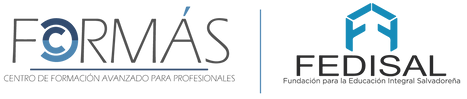 FORMÁS
CENTRO DE FORMACIÓN AVANZADO PARA PROFESIONALES
FEDISAL
Fundación para la Educación Integral Salvadoreña